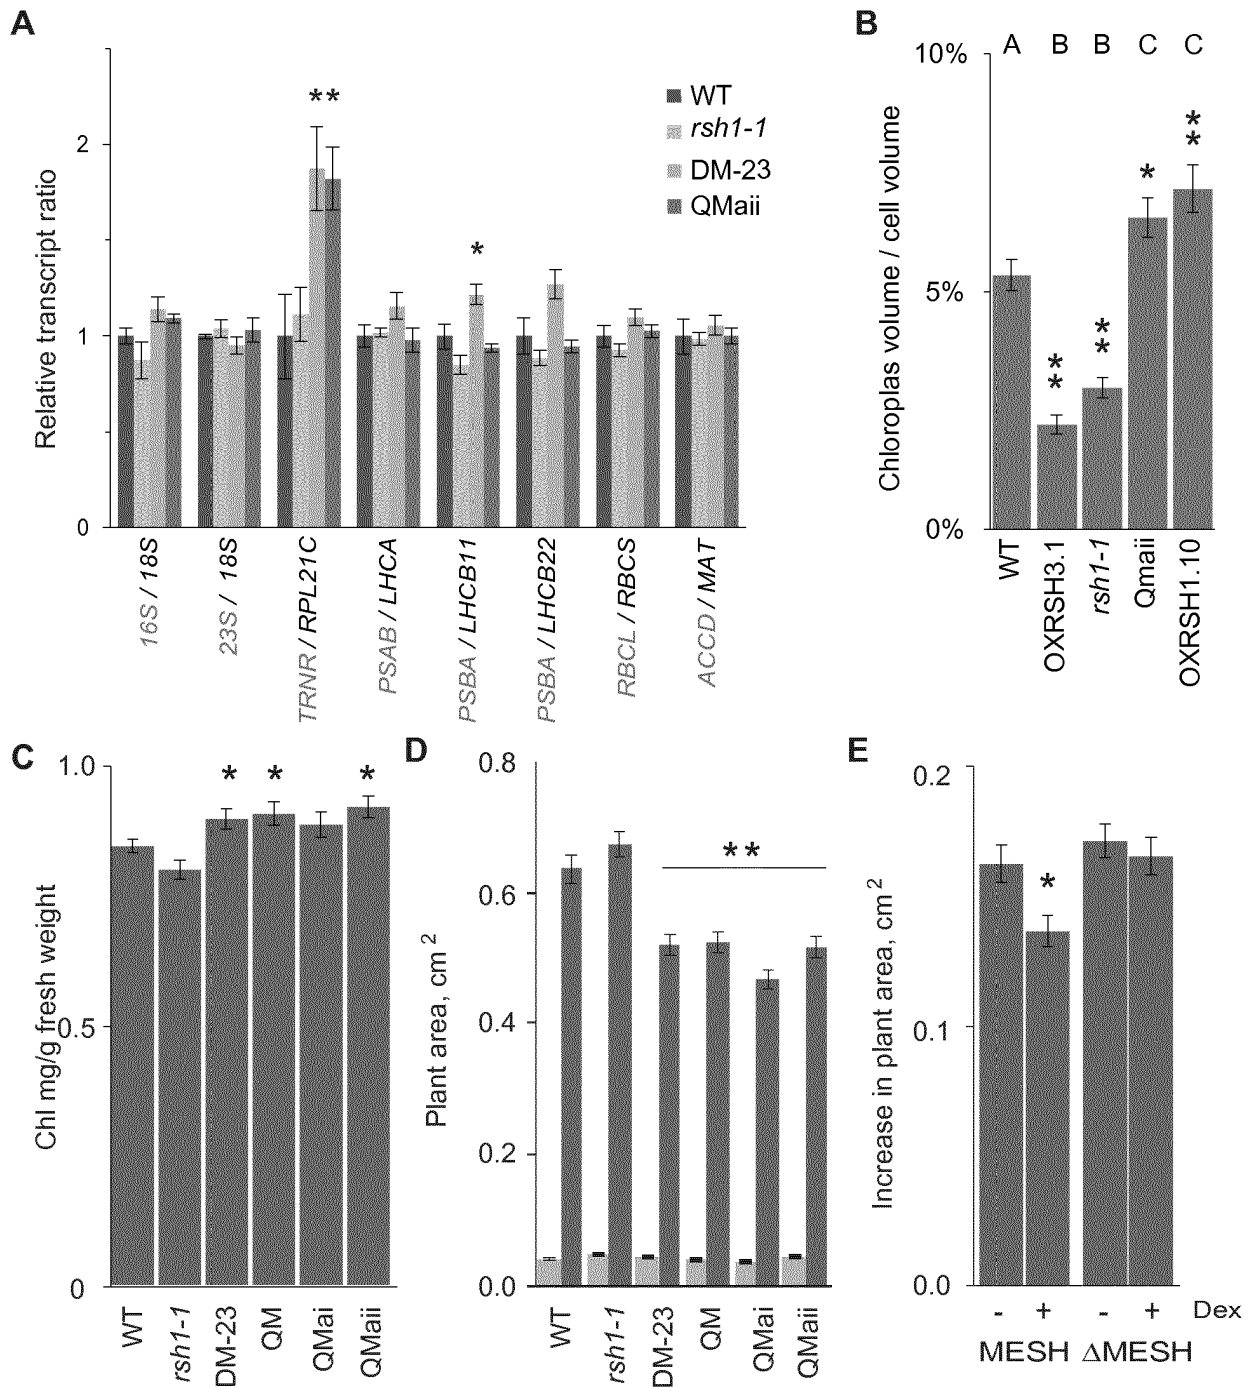 A
Relative transcript ratio
2
1
0
**
*
WT
rsh1-1
DM-23
QMaii
16S / 18S
23S / 18S
TRNR / RPL21C
PSAB / LHCA
PSBA / LHCB11
PSBA / LHCB22
RBCL / RBCS
ACCD / MAT
B
Chloroplas volume / cell volume
10%
5%
0%
A B B C C
**
**
*
**
WT
OXRSH3.1
rsh1-1
Qmaii
OXRSH1.10
C
Chl mg/g fresh weight
1.0
0.5
0
* * *
WT
rsh1-1
DM-23
QM
QMai
QMaii
D
Plant area, cm2
0.8
0.6
0.4
0.2
0.0
**
WT
rsh1-1
DM-23
QM
QMai
QMaii
E
Increase in plant area, cm2
0.2
0.1
0.0
*
- + - + Dex
MESH ΔMESH